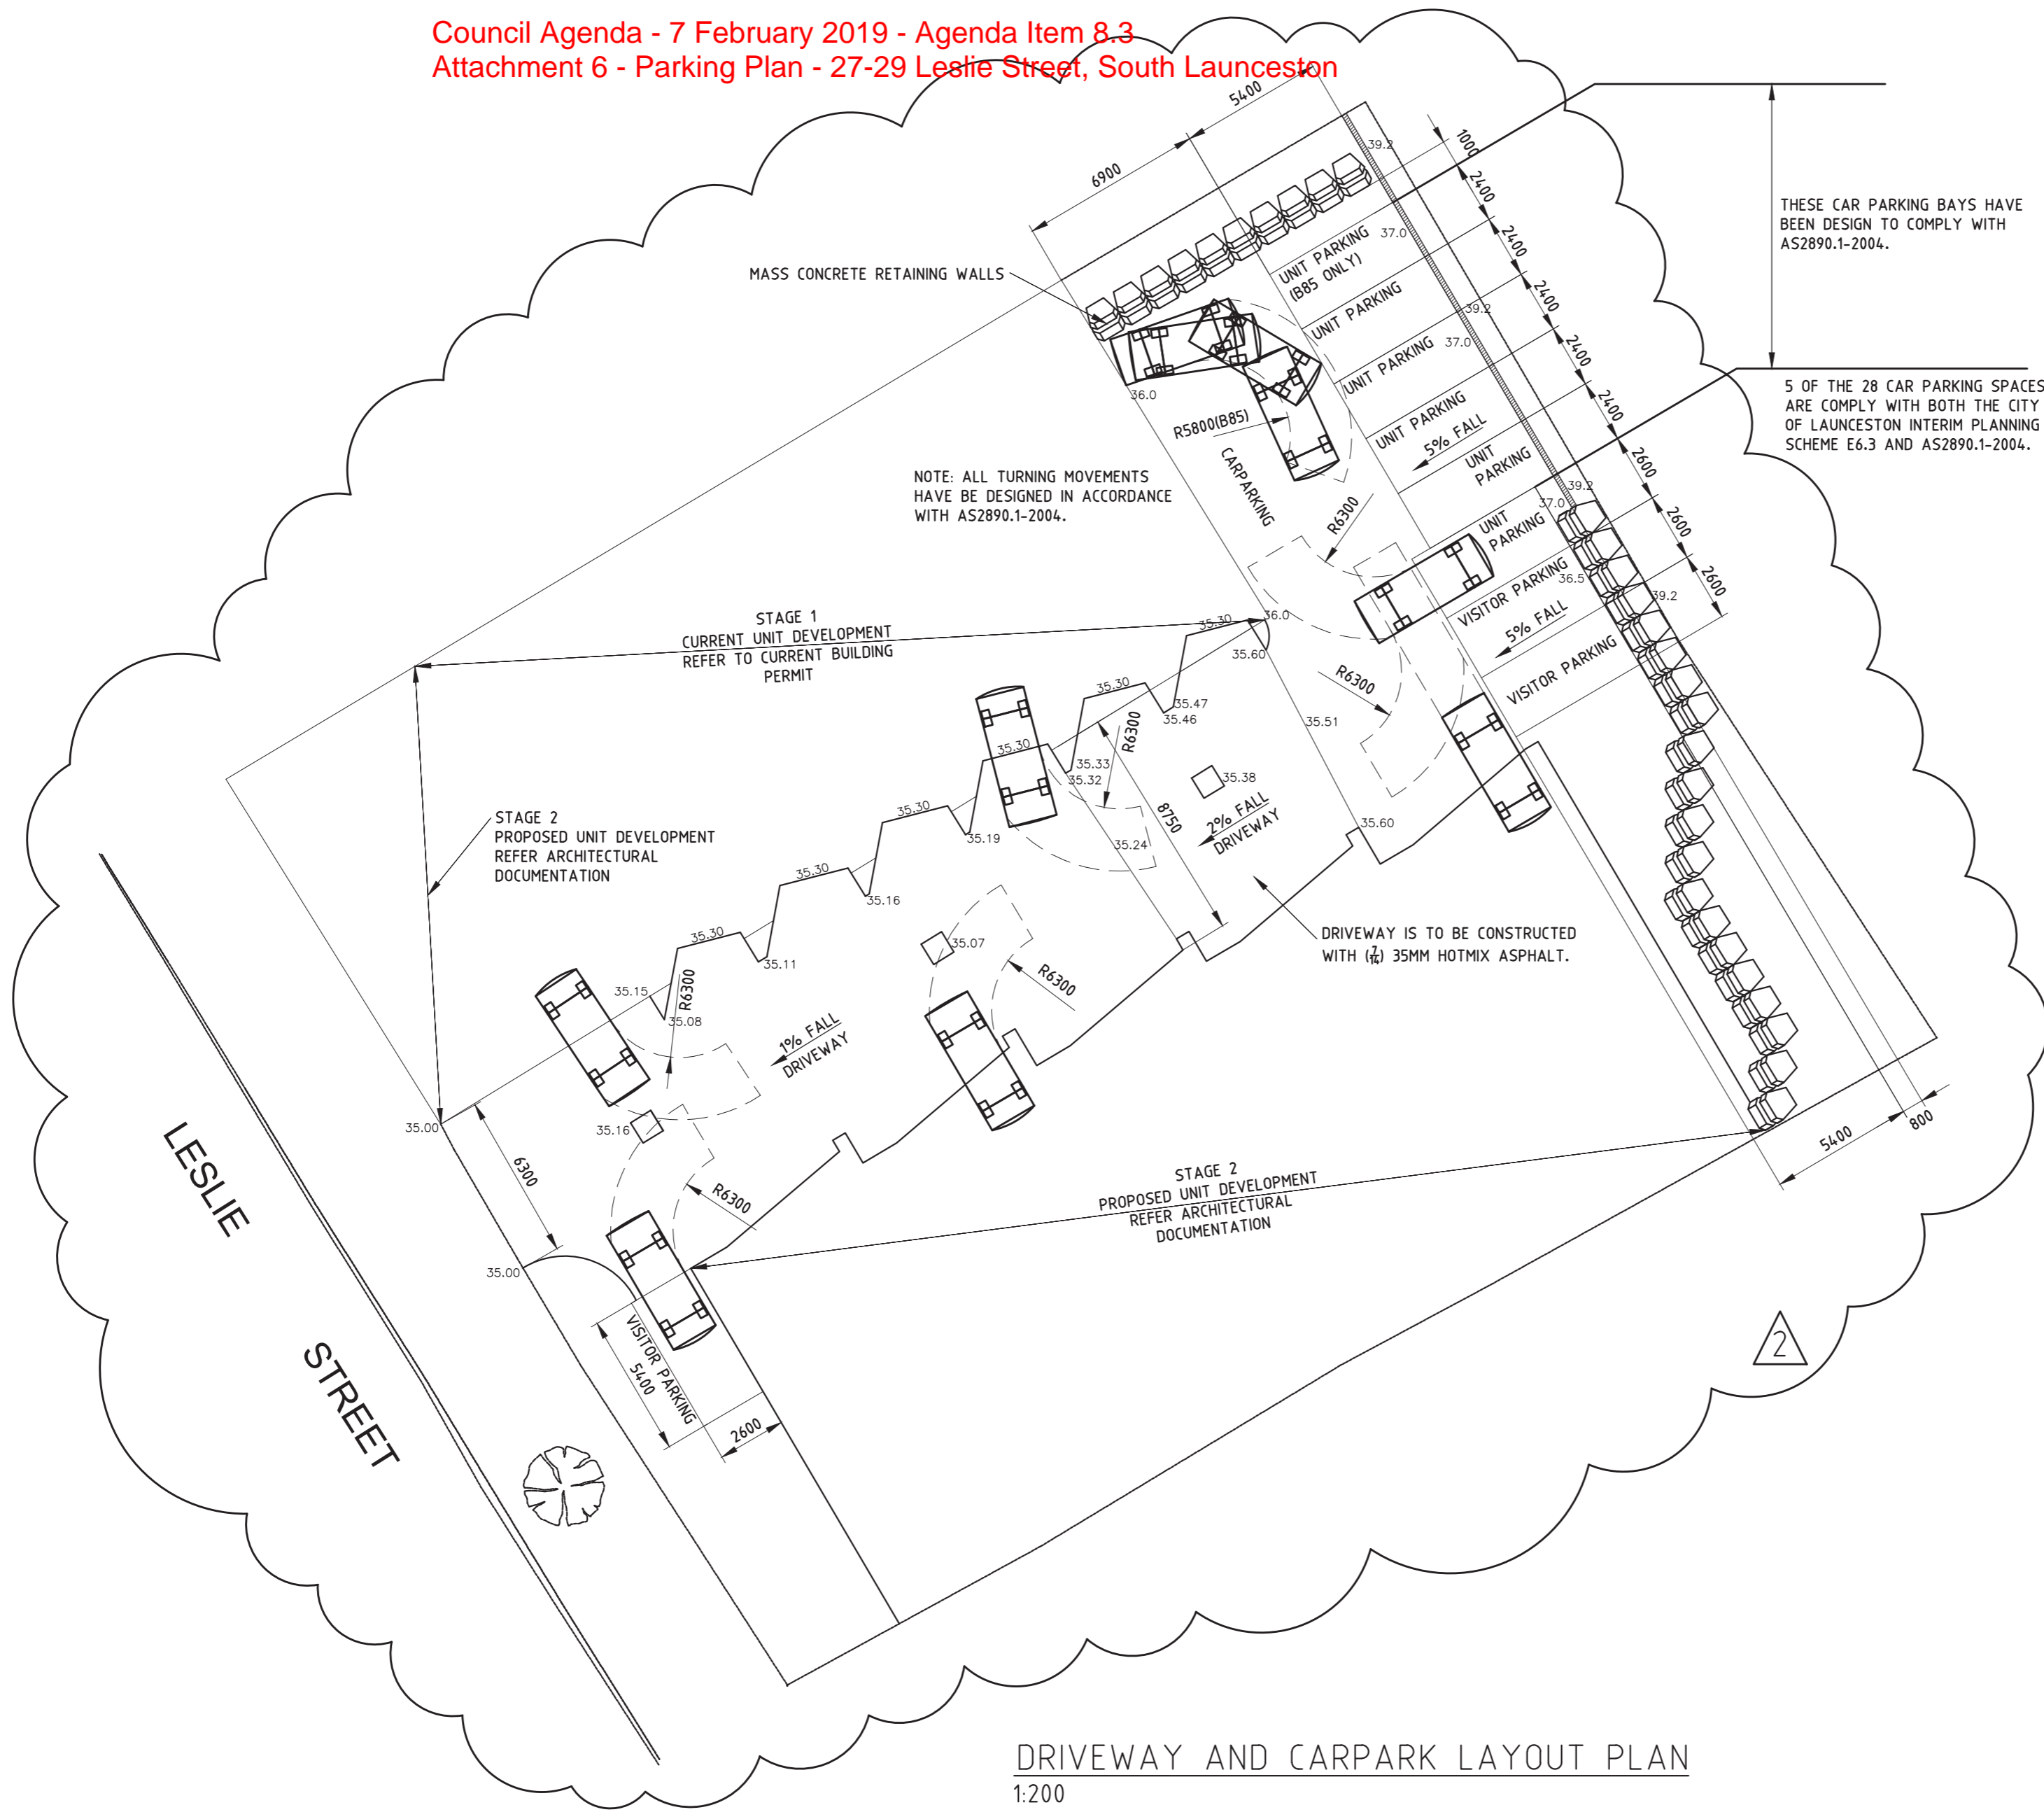 Council Agenda - 7 February 2019 - Agenda Item 8.3
Attachment 6 - Parking Plan - 27-29 Leslie Street, South Launceston
5400
6900
1000
39.2
2400
2400
2400
2400
2400
2600
2600
2600
THESE CAR PARKING BAYS HAVE
BEEN DESIGN TO COMPLY WITH
AS2890.1-2004.
5 OF THE 28 CAR PARKING SPACES
ARE COMPLY WITH BOTH THE CITY
OF LAUNCESTON INTERIM PLANNING
SCHEME E6.3 AND AS2890.1-2004.
MASS CONCRETE RETAINING WALLS
UNIT PARKING
(B85 ONLY)
37.0
UNIT PARKING
39.2
UNIT PARKING
37.0
UNIT PARKING
5% FALL
UNIT
PARKING
39.2
37.0
UNIT
PARKING
VISITOR PARKING
36.5
39.2
5% FALL
VISITOR PARKING
36.0
R5800(B85)
CARPARKING
R6300
NOTE: ALL TURNING MOVEMENTS
HAVE BE DESIGNED IN ACCORDANCE
WITH AS2890.1-2004.
STAGE 1
CURRENT UNIT DEVELOPMENT
REFER TO CURRENT BUILDING
PERMIT
35.30
36.0
35.60
R6300
35.51
35.30
35.47
35.46
R6300
35.30
35.33
35.32
35.38
8750
2% FALL
DRIVEWAY
35.60
35.24
STAGE 2
PROPOSED UNIT DEVELOPMENT
REFER ARCHITECTURAL
DOCUMENTATION
35.30
35.19
35.30
35.16
35.30
35.11
35.07
R6300
DRIVEWAY IS TO BE CONSTRUCTED
WITH (7/14) 35MM HOTMIX ASPHALT.
35.15
35.08
R6300
1% FALL
DRIVEWAY
35.00
35.16
6300
R6300
35.00
STAGE 2
PROPOSED UNIT DEVELOPMENT
REFER ARCHITECTURAL
DOCUMENTATION
5400
800
VISITOR PARKING
5400
2600
LESLIE
STREET
2
DRIVEWAY AND CARPARK LAYOUT PLAN
1:200